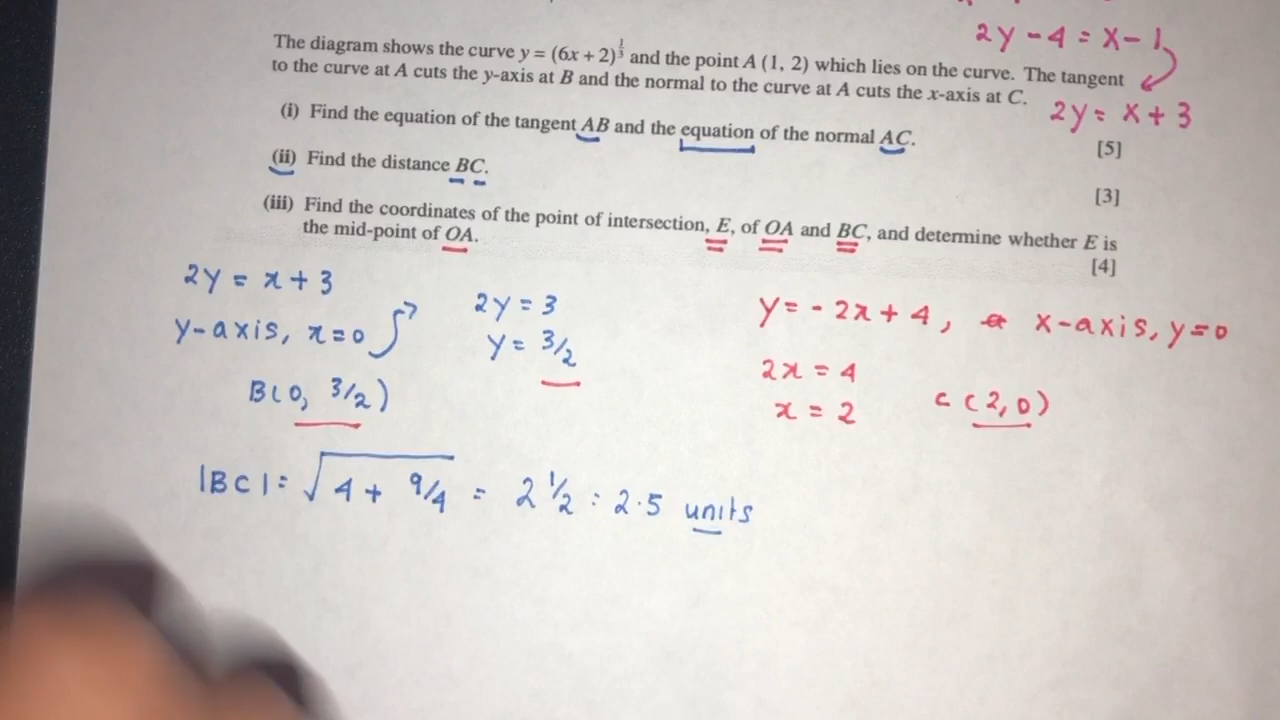 2y - 4 = x - 1
The diagram shows the curve y = (6x + 2)^{1/3} and the point A (1, 2) which lies on the curve. The tangent
to the curve at A cuts the y-axis at B and the normal to the curve at A cuts the x-axis at C.
2y = x + 3
(i) Find the equation of the tangent AB and the equation of the normal AC.
[5]
(ii) Find the distance BC.
[3]
(iii) Find the coordinates of the point of intersection, E, of OA and BC, and determine whether E is
the mid-point of OA.
[4]
2y = x + 3
y-axis, x=0
B(0, 3/2)
2y = 3
y = 3/2
y = - 2x + 4, x-axis, y=0
2x = 4
x = 2
C (2,0)
|BC| = √4 + 9/4 = 2 1/2 = 2.5 units